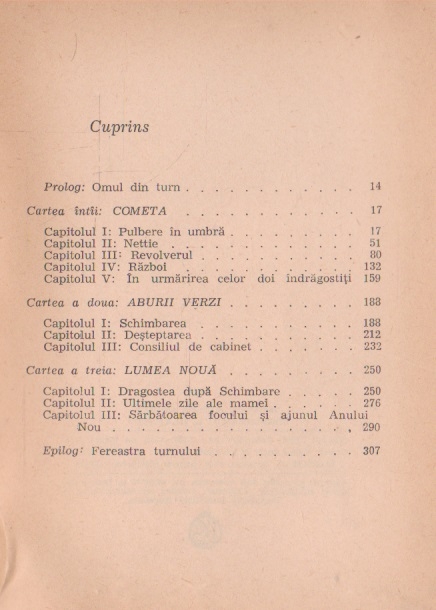 Cuprins
Prolog: Omul din turn . . . . . . . . . . . . 14
Cartea întîi: COMETA . . . . . . . . . . . . 17
Capitolul I: Pulbere în umbră . . . . . . . . . 17
Capitolul II: Nettie . . . . . . . . . . . . . 51
Capitolul III: Revolverul . . . . . . . . . . . 80
Capitolul IV: Război . . . . . . . . . . . . 132
Capitolul V: În urmărirea celor doi îndrăgostiți 159
Cartea a doua: ABURII VERZI . . . . . . . . . 188
Capitolul I: Schimbarea . . . . . . . . . . . 188
Capitolul II: Deșteptarea . . . . . . . . . . . 212
Capitolul III: Consiliul de cabinet . . . . . . . 232
Cartea a treia: LUMEA NOUĂ . . . . . . . . . 250
Capitolul I: Dragostea după Schimbare . . . . . 250
Capitolul II: Ultimele zile ale mamei . . . . . . 276
Capitolul III: Sărbătoarea focului și ajunul Anului
Nou . . . . . . . . . . . . . . . . 290
Epilog: Fereastra turnului . . . . . . . . . . 307